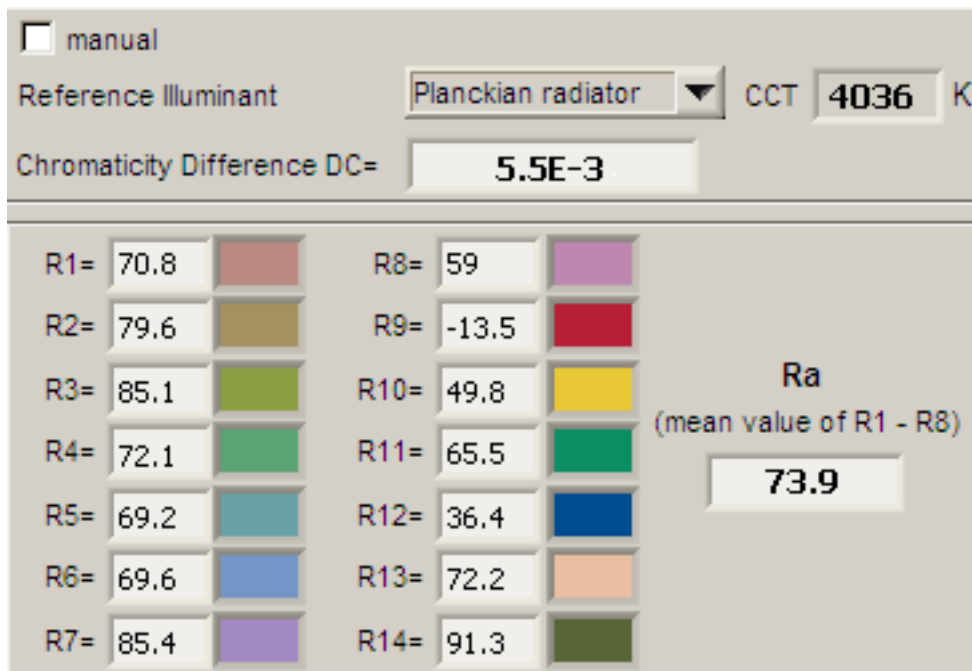 manual
Reference Illuminant Planckian radiator CCT 4036 K
Chromaticity Difference DC= 5.5E-3
R1= 70.8 R8= 59
R2= 79.6 R9= -13.5
R3= 85.1 R10= 49.8
Ra
(mean value of R1 - R8)
R4= 72.1 R11= 65.5
73.9
R5= 69.2 R12= 36.4
R6= 69.6 R13= 72.2
R7= 85.4 R14= 91.3